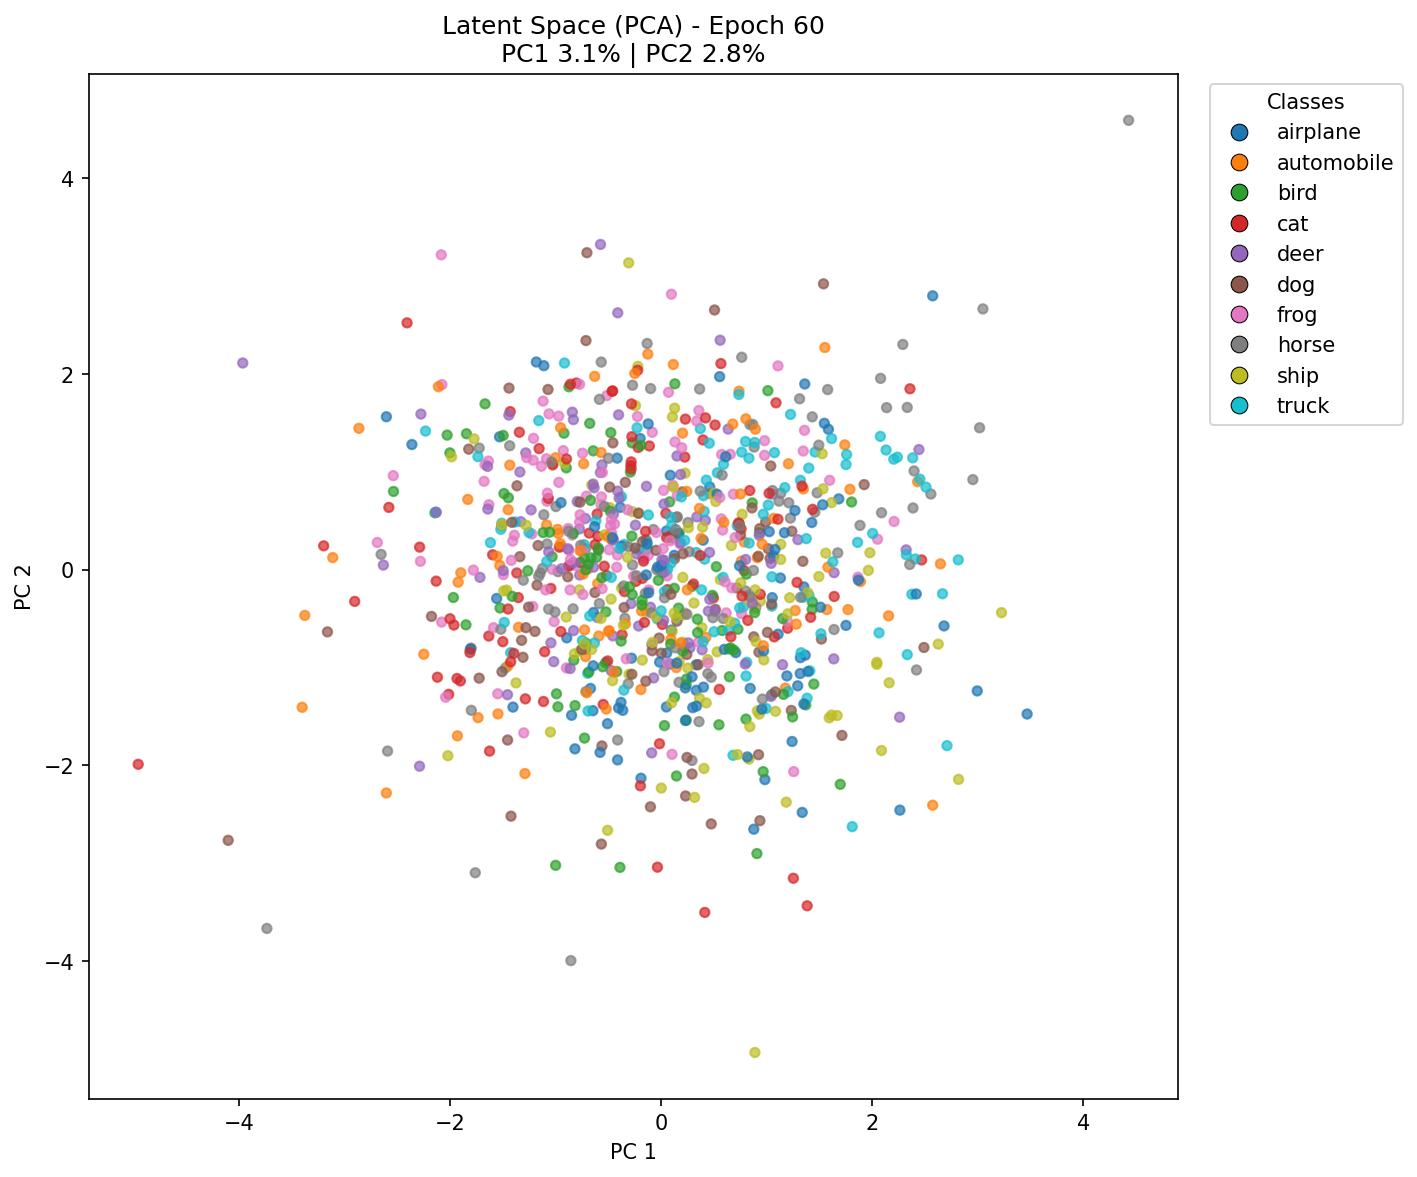 Latent Space (PCA) - Epoch 60
PC1 3.1% | PC2 2.8%
Classes
airplane
automobile
bird
cat
deer
dog
frog
horse
ship
truck
4
2
0
−2
−4
PC 2
−4
−2
0
2
4
PC 1